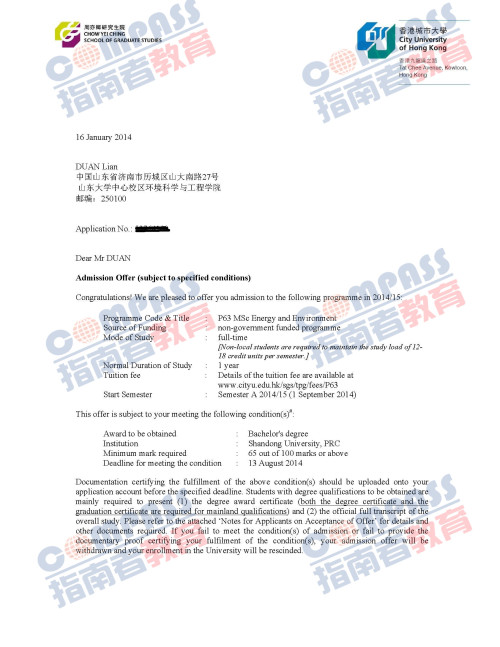 周亦卿研究生院
CHOW YEI CHING
SCHOOL OF GRADUATE STUDIES
香港城市大學
City University
of Hong Kong
香港九龍達之路
Tat Chee Avenue, Kowloon,
Hong Kong
COMPASS
指南者教育
COMPASS
指南者教育
16 January 2014
DUAN Lian
中国山东省济南市历城区山大南路27号
山东大学中心校区环境科学与工程学院
邮编：250100
Application No.:
Dear Mr DUAN
Admission Offer (subject to specified conditions)
Congratulations! We are pleased to offer you admission to the following programme in 2014/15:
Programme Code & Title : P63 MSc Energy and Environment
Source of Funding : non-government funded programme
Mode of Study : full-time
[Non-local students are required to maintain the study load of 12-
18 credit units per semester.]
Normal Duration of Study : 1 year
Tuition fee : Details of the tuition fee are available at
www.cityu.edu.hk/sgs/tpg/fees/P63
Start Semester : Semester A 2014/15 (1 September 2014)
This offer is subject to your meeting the following condition(s)#:
Award to be obtained : Bachelor's degree
Institution : Shandong University, PRC
Minimum mark required : 65 out of 100 marks or above
Deadline for meeting the condition : 13 August 2014
Documentation certifying the fulfillment of the above condition(s) should be uploaded onto your
application account before the specified deadline. Students with degree qualifications to be obtained are
mainly required to present (1) the degree award certificate (both the degree certificate and the
graduation certificate are required for mainland qualifications) and (2) the official full transcript of the
overall study. Please refer to the attached 'Notes for Applicants on Acceptance of Offer' for details and
other documents required. If you fail to meet the condition(s) of admission or fail to provide the
documentary proof certifying your fulfilment of the condition(s), your admission offer will be
withdrawn and your enrollment in the University will be rescinded.
COMPASS
指南者教育
COMPASS
指南者教育
COMPASS
指南者教育
COMPASS
指南者教育